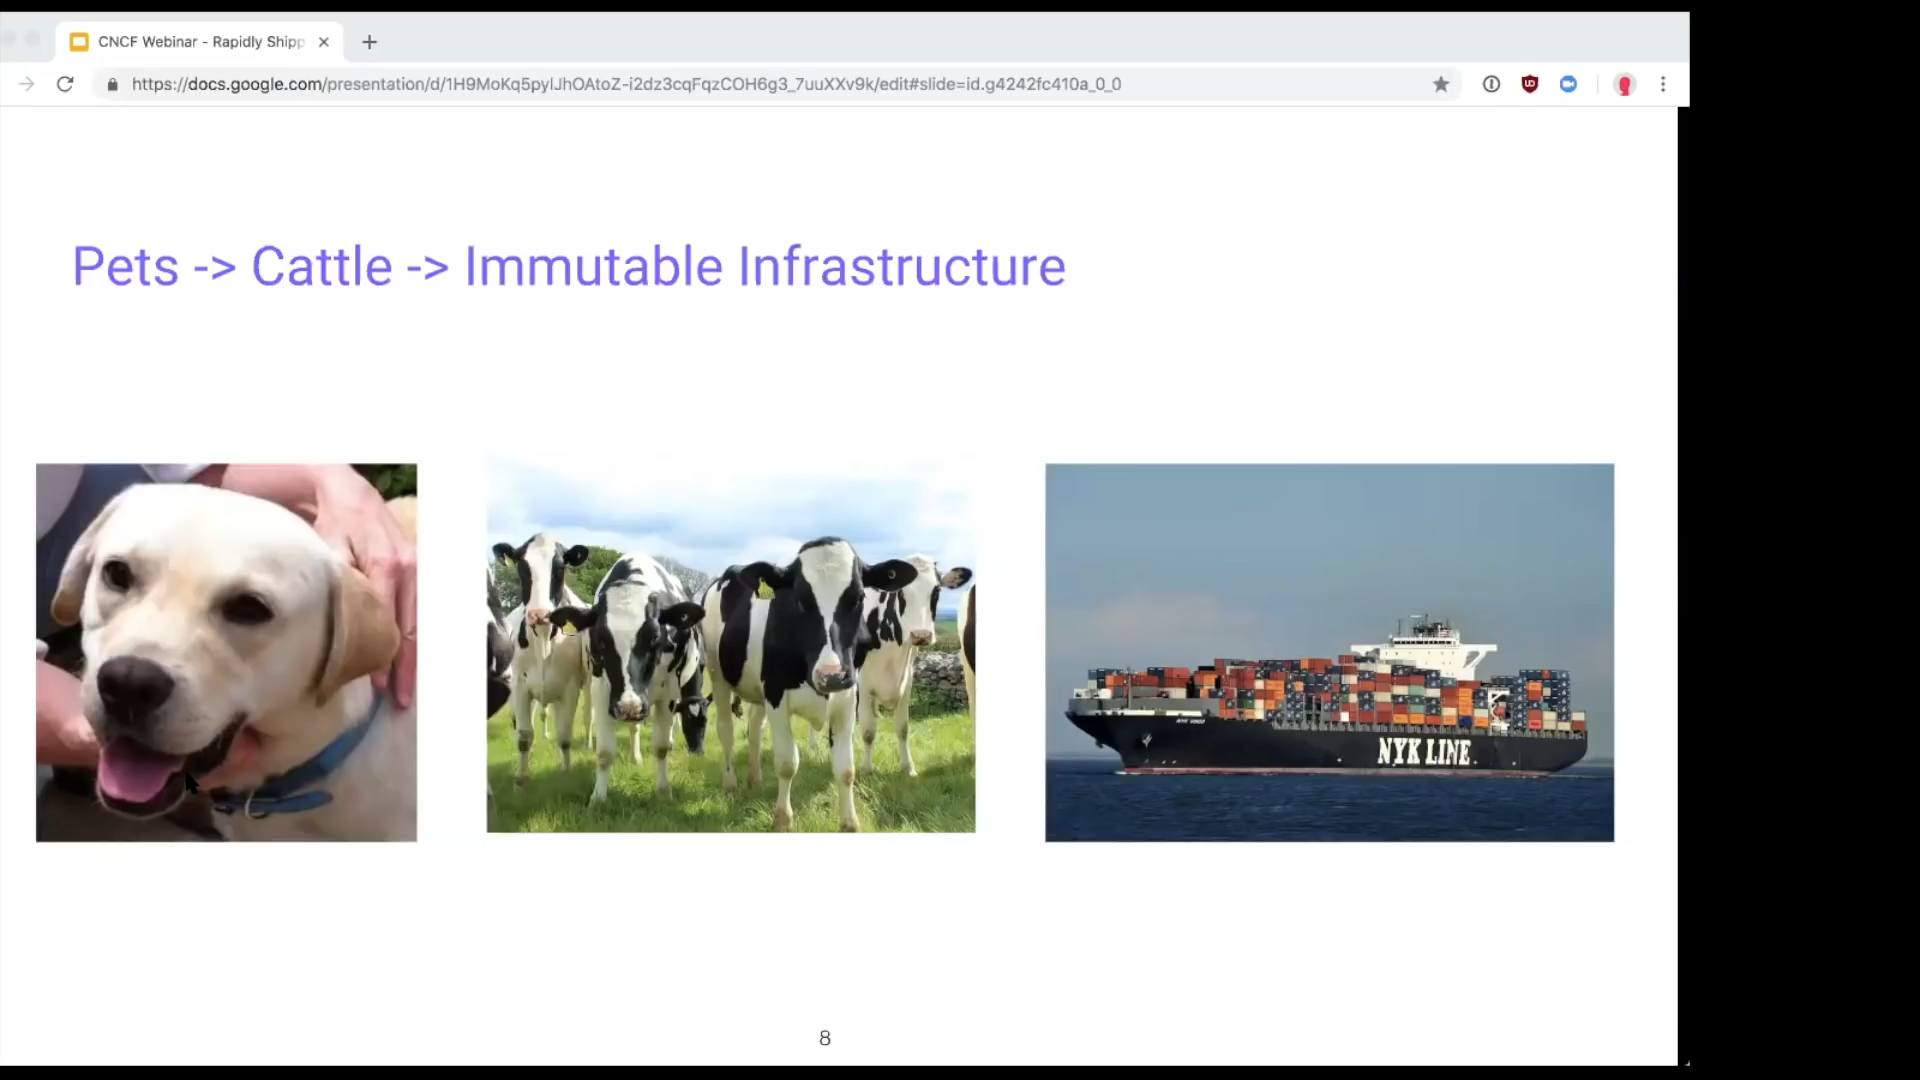 CNCF Webinar - Rapidly Shipp
https://docs.google.com/presentation/d/1H9MoKq5pylJhOAtoZ-i2dz3cqFqzCOH6g3_7uuXXv9k/edit#slide=id.g4242fc410a_0_0
Pets -> Cattle -> Immutable Infrastructure
NYK LINE
8